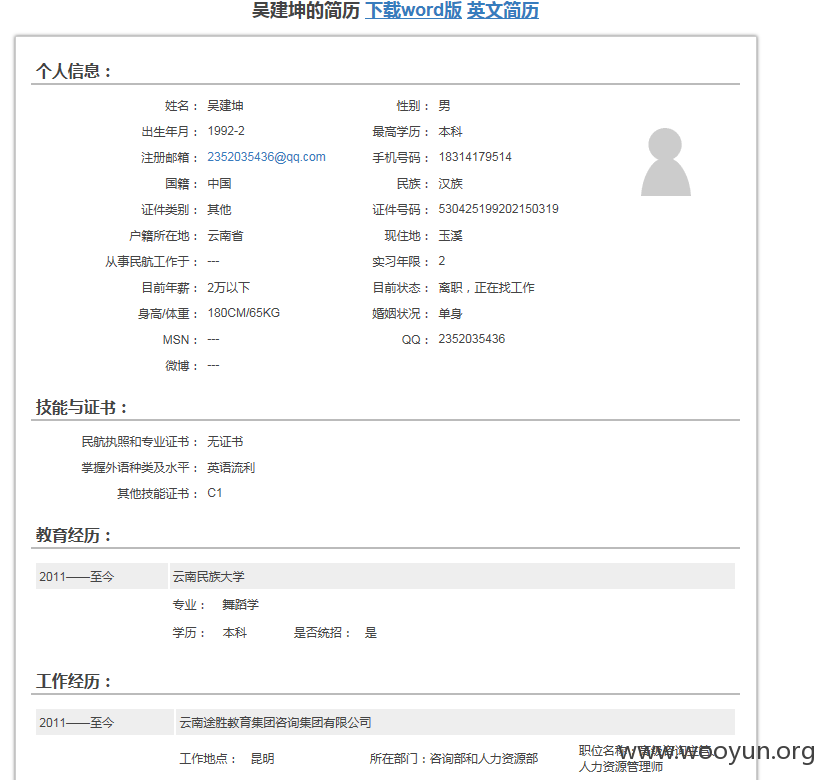 吴建坤的简历 下载word版 英文简历
个人信息：
姓名： 吴建坤 性别： 男
出生年月： 1992-2 最高学历： 本科
注册邮箱： 2352035436@qq.com 手机号码： 18314179514
国籍： 中国 民族： 汉族
证件类别： 其他 证件号码： 530425199202150319
户籍所在地： 云南省 现住地： 玉溪
从事民航工作于： --- 实习年限： 2
目前年薪： 2万以下 目前状态： 离职，正在找工作
身高/体重： 180CM/65KG 婚姻状况： 单身
MSN： --- QQ： 2352035436
微博： ---
技能与证书：
民航执照和专业证书： 无证书
掌握外语种类及水平： 英语流利
其他技能证书： C1
教育经历：
2011——至今 云南民族大学
专业： 舞蹈学
学历： 本科 是否统招： 是
工作经历：
2011——至今 云南途胜教育集团咨询集团有限公司
工作地点： 昆明 所在部门：咨询部和人力资源部 职位名称：
人力资源管理师
www.wooyun.org